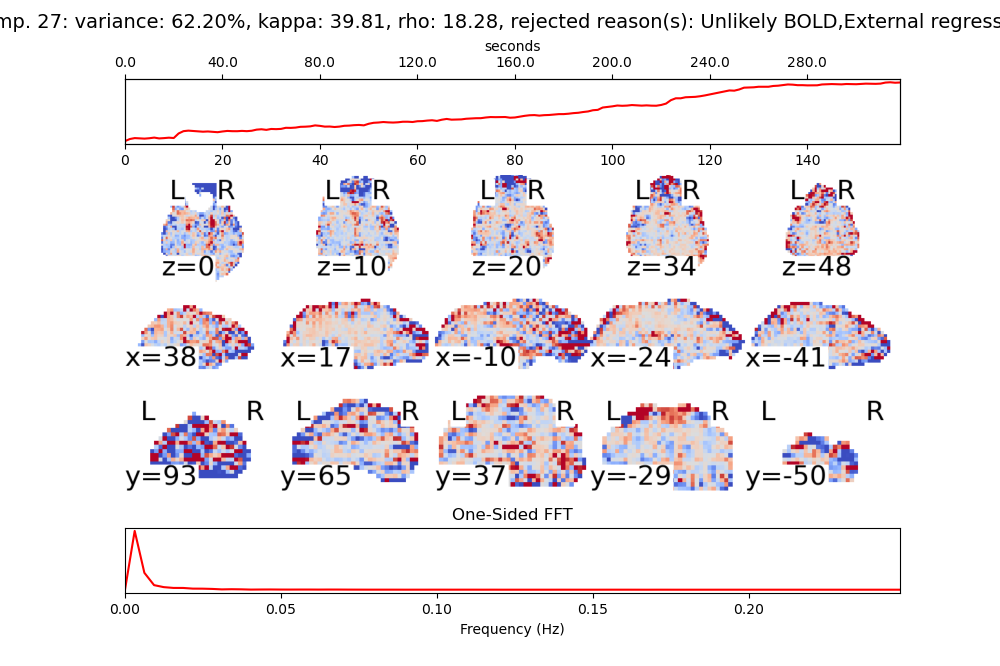 mp. 27: variance: 62.20%, kappa: 39.81, rho: 18.28, rejected reason(s): Unlikely BOLD,External regress
seconds
0.0 40.0 80.0 120.0 160.0 200.0 240.0 280.0
0 20 40 60 80 100 120 140
L R L R L R L R L R
z=0 z=10 z=20 z=34 z=48
x=38 x=17 x=-10 x=-24 x=-41
L R L R L R L R L R
y=93 y=65 y=37 y=-29 y=-50
One-Sided FFT
0.00 0.05 0.10 0.15 0.20
Frequency (Hz)